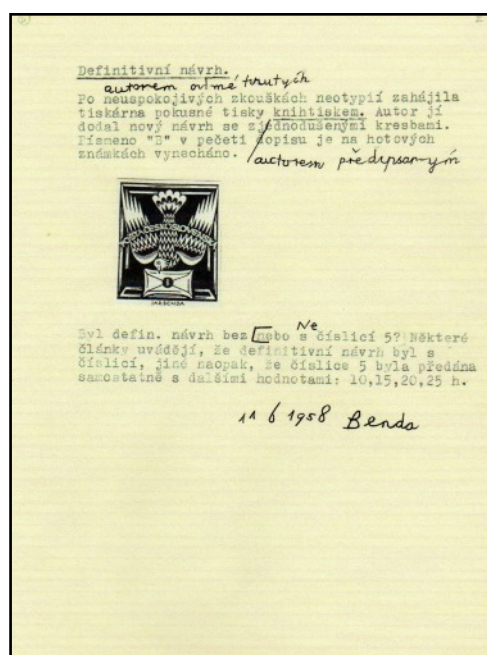 Definitivní návrh.
autorem odmé
Po neuspokojivých zkouškách neotypií zahájila
tiskárna pokusné tisky knihtiskem. Autor jí
dodal nový návrh se zjednodušenými kresbami.
Písmeno "B" v pečeti dopisu je na hotových
známkách vynecháno.
autorem předepsaným
POŠTA ČESKOSLOVENSKÁ
JAR.BENDA
Ne
Byl defin. návrh bez nebo s číslicí 5? Některé
články uvádějí, že definitivní návrh byl s
číslicí, jiné naopak, že číslice 5 byla předána
samostatně s dalšími hodnotami: 10,15,20,25 h.
11 6 1958 Benda